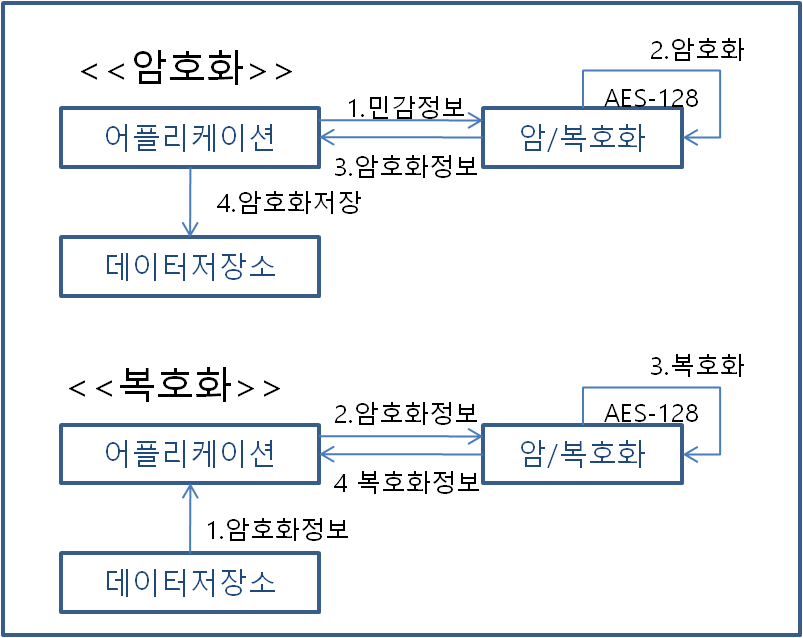 <<암호화>>
2.암호화
AES-128
1.민감정보
어플리케이션
암/복호화
3.암호화정보
4.암호화저장
데이터저장소
<<복호화>>
3.복호화
AES-128
2.암호화정보
어플리케이션
암/복호화
4 복호화정보
1.암호화정보
데이터저장소